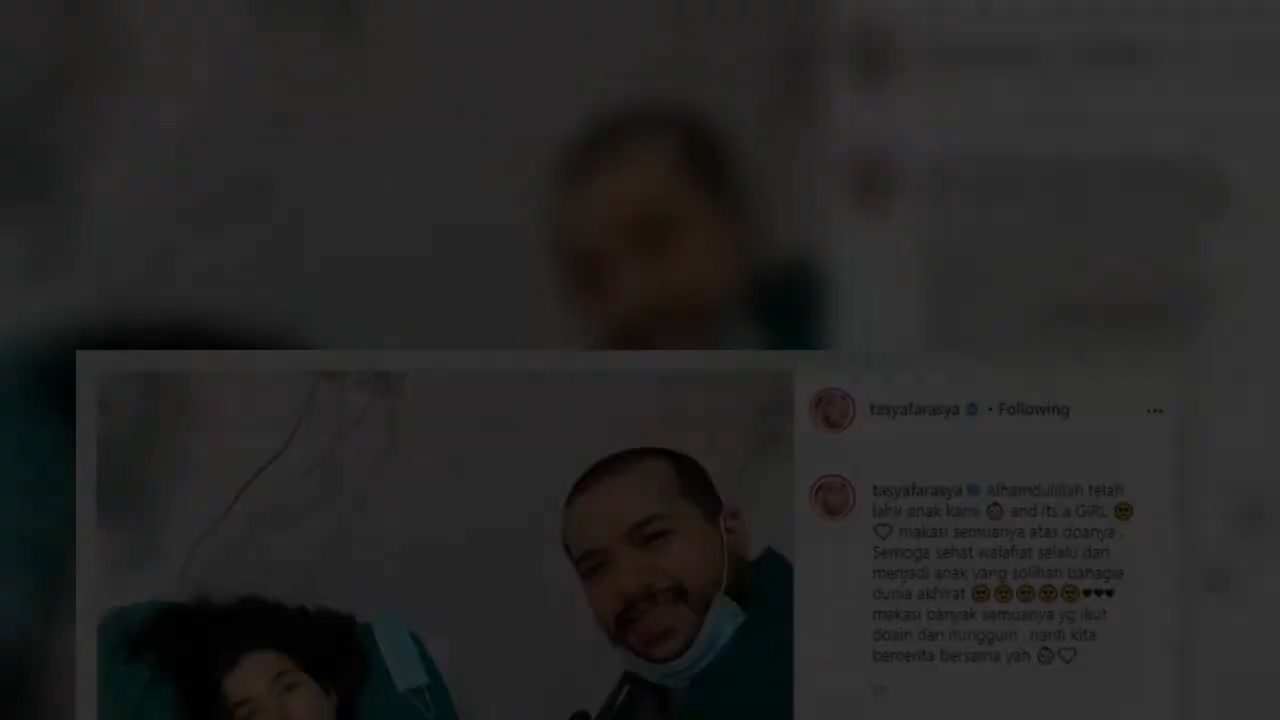 tasyafarasya • Following
tasyafarasya Alhamdulillah telah
lahir anak kami 👶 and its a GiRL 🥺
🤍 makasi semuanya atas doanya .
Semoga sehat walafiat selalu dan
menjadi anak yang solihah bahagia
dunia akhirat 🥺🥺🥺🥺🥺♥♥♥
makasi banyak semuanya yg ikut
doain dan nungguin , nanti kita
bercerita bersama yah 👶🤍